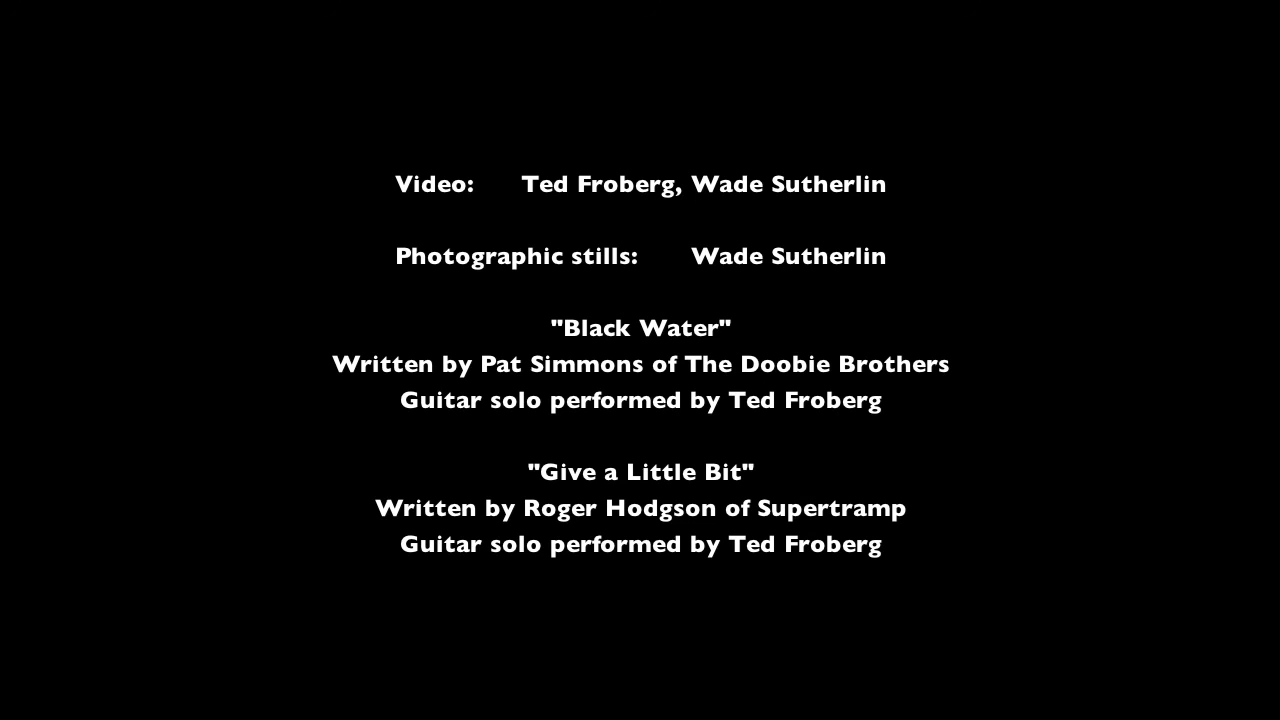 Video: Ted Froberg, Wade Sutherlin
Photographic stills: Wade Sutherlin
"Black Water"
Written by Pat Simmons of The Doobie Brothers
Guitar solo performed by Ted Froberg
"Give a Little Bit"
Written by Roger Hodgson of Supertramp
Guitar solo performed by Ted Froberg